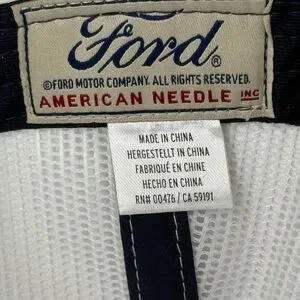 Ford®
©FORD MOTOR COMPANY. ALL RIGHTS RESERVED.
AMERICAN NEEDLE INC
MADE IN CHINA
HERGESTELLT IN CHINA
FABRIQUÉ EN CHINE
HECHO EN CHINA
RN# 00476 / CA 59191